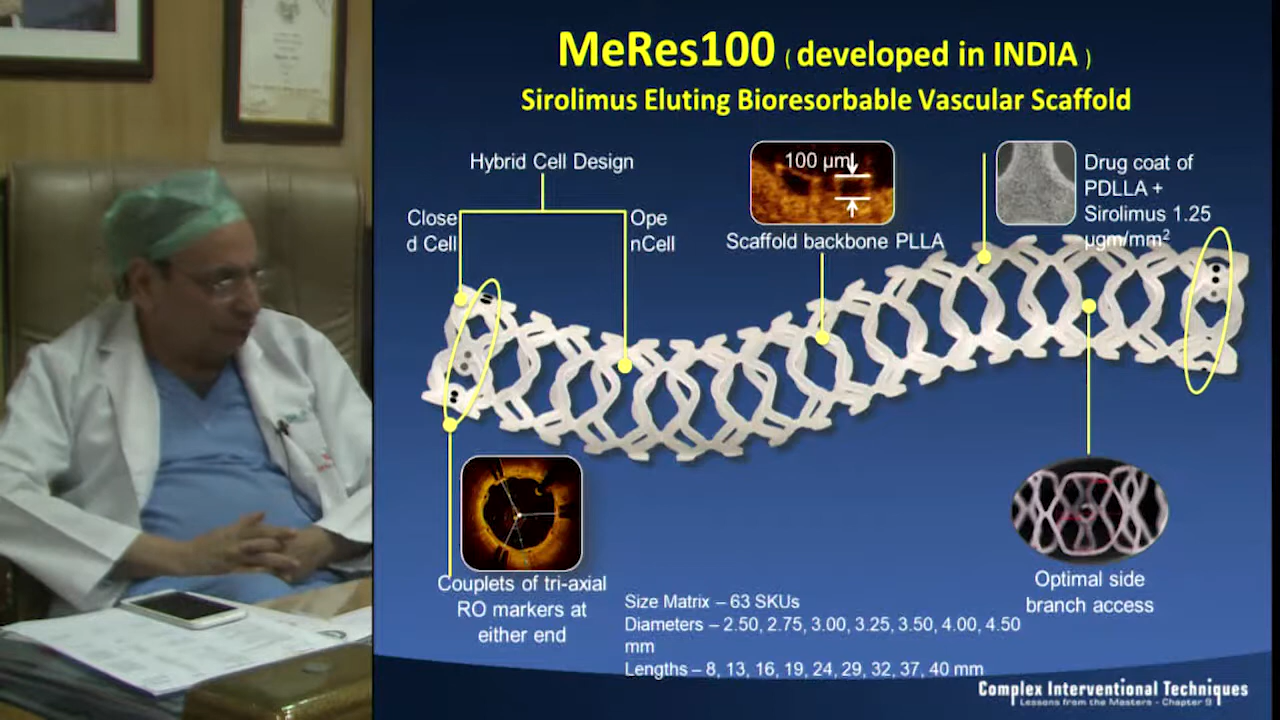 MeRes100 ( developed in INDIA )
Sirolimus Eluting Bioresorbable Vascular Scaffold
Hybrid Cell Design
Close
d Cell
Ope
nCell
100 µm
Scaffold backbone PLLA
Drug coat of
PDLLA +
Sirolimus 1.25
µgm/mm²
Couplets of tri-axial
RO markers at
either end
Optimal side
branch access
Size Matrix – 63 SKUs
Diameters – 2.50, 2.75, 3.00, 3.25, 3.50, 4.00, 4.50
mm
Lengths – 8, 13, 16, 19, 24, 29, 32, 37, 40 mm
Complex Interventional Techniques
Lessons from the Masters - Chapter 9